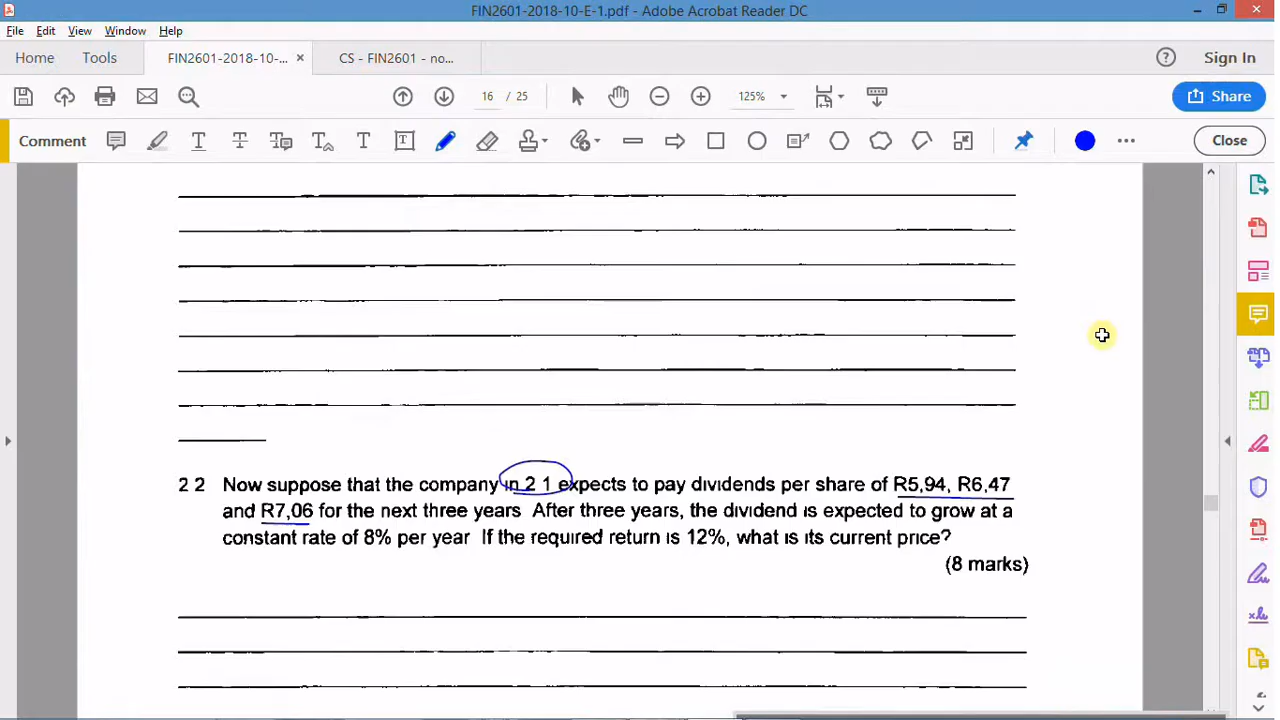 FIN2601-2018-10-E-1.pdf - Adobe Acrobat Reader DC
File Edit View Window Help
Home Tools FIN2601-2018-10-... × CS - FIN2601 - no... Sign In
16 / 25 125% Share
Comment Close
2 2 Now suppose that the company in 2 1 expects to pay dividends per share of R5,94, R6,47
and R7,06 for the next three years After three years, the dividend is expected to grow at a
constant rate of 8% per year If the required return is 12%, what is its current price?
(8 marks)